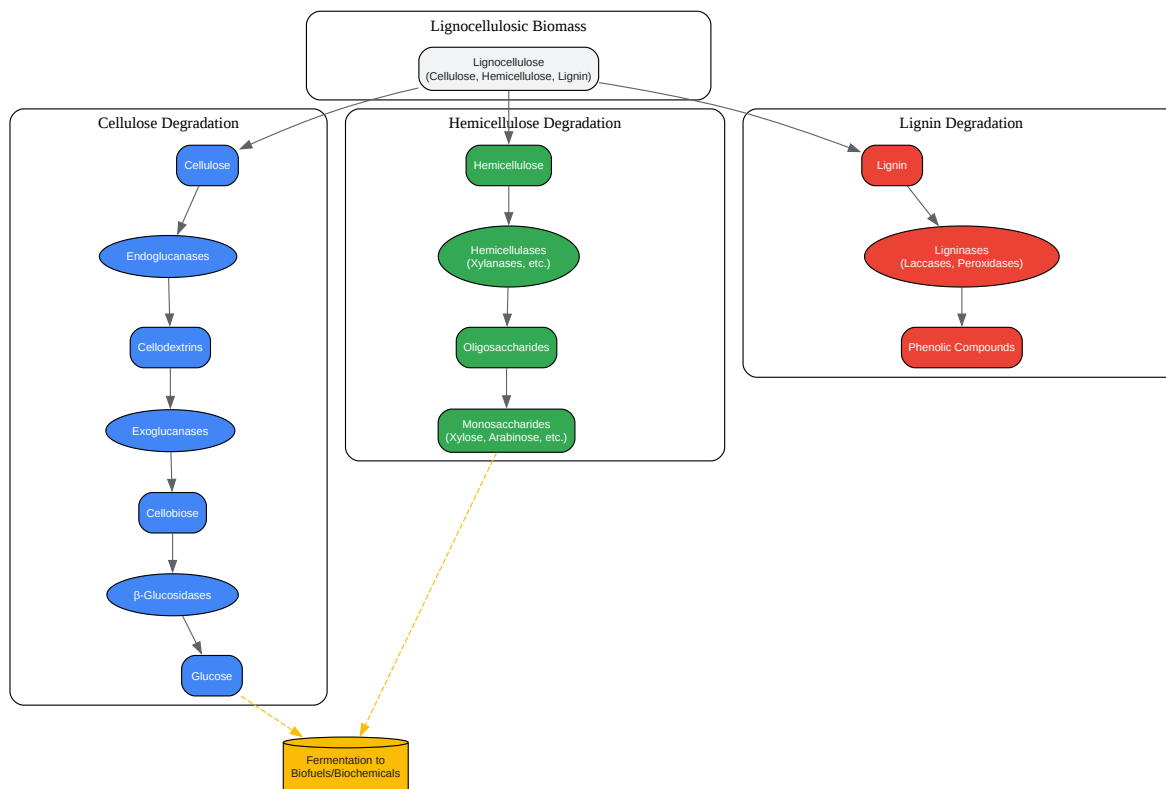 Lignocellulosic Biomass
Lignocellulose
(Cellulose, Hemicellulose, Lignin)
Cellulose Degradation
Cellulose
Endoglucanases
Cellodextrins
Exoglucanases
Cellobiose
β-Glucosidases
Glucose
Hemicellulose Degradation
Hemicellulose
Hemicellulases
(Xylanases, etc.)
Oligosaccharides
Monosaccharides
(Xylose, Arabinose, etc.)
Lignin Degradation
Lignin
Ligninases
(Laccases, Peroxidases)
Phenolic Compounds
Fermentation to
Biofuels/Biochemicals